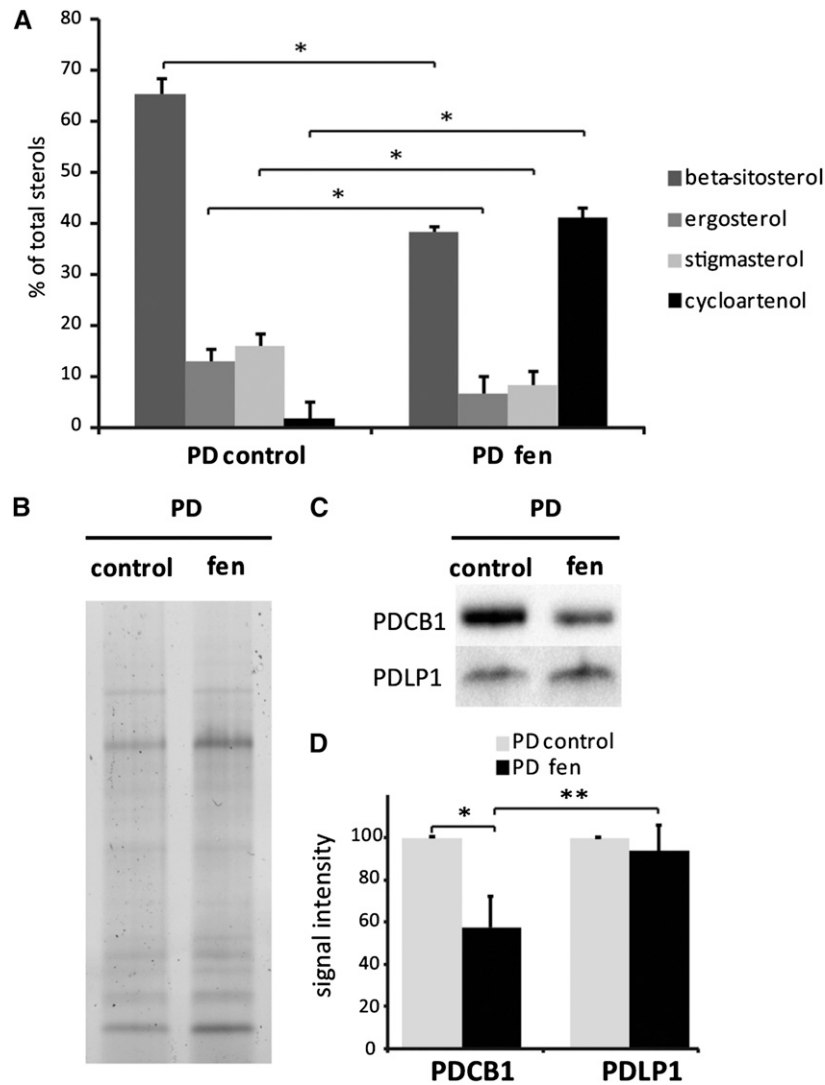 A
80
70
60
50
40
30
20
10
0
% of total sterols
*
*
*
*
beta-sitosterol
ergosterol
stigmasterol
cycloartenol
PD control
PD fen
B
PD
control
fen
C
PD
control
fen
PDCB1
PDLP1
D
PD control
PD fen
*
**
100
80
60
40
20
0
signal intensity
PDCB1
PDLP1